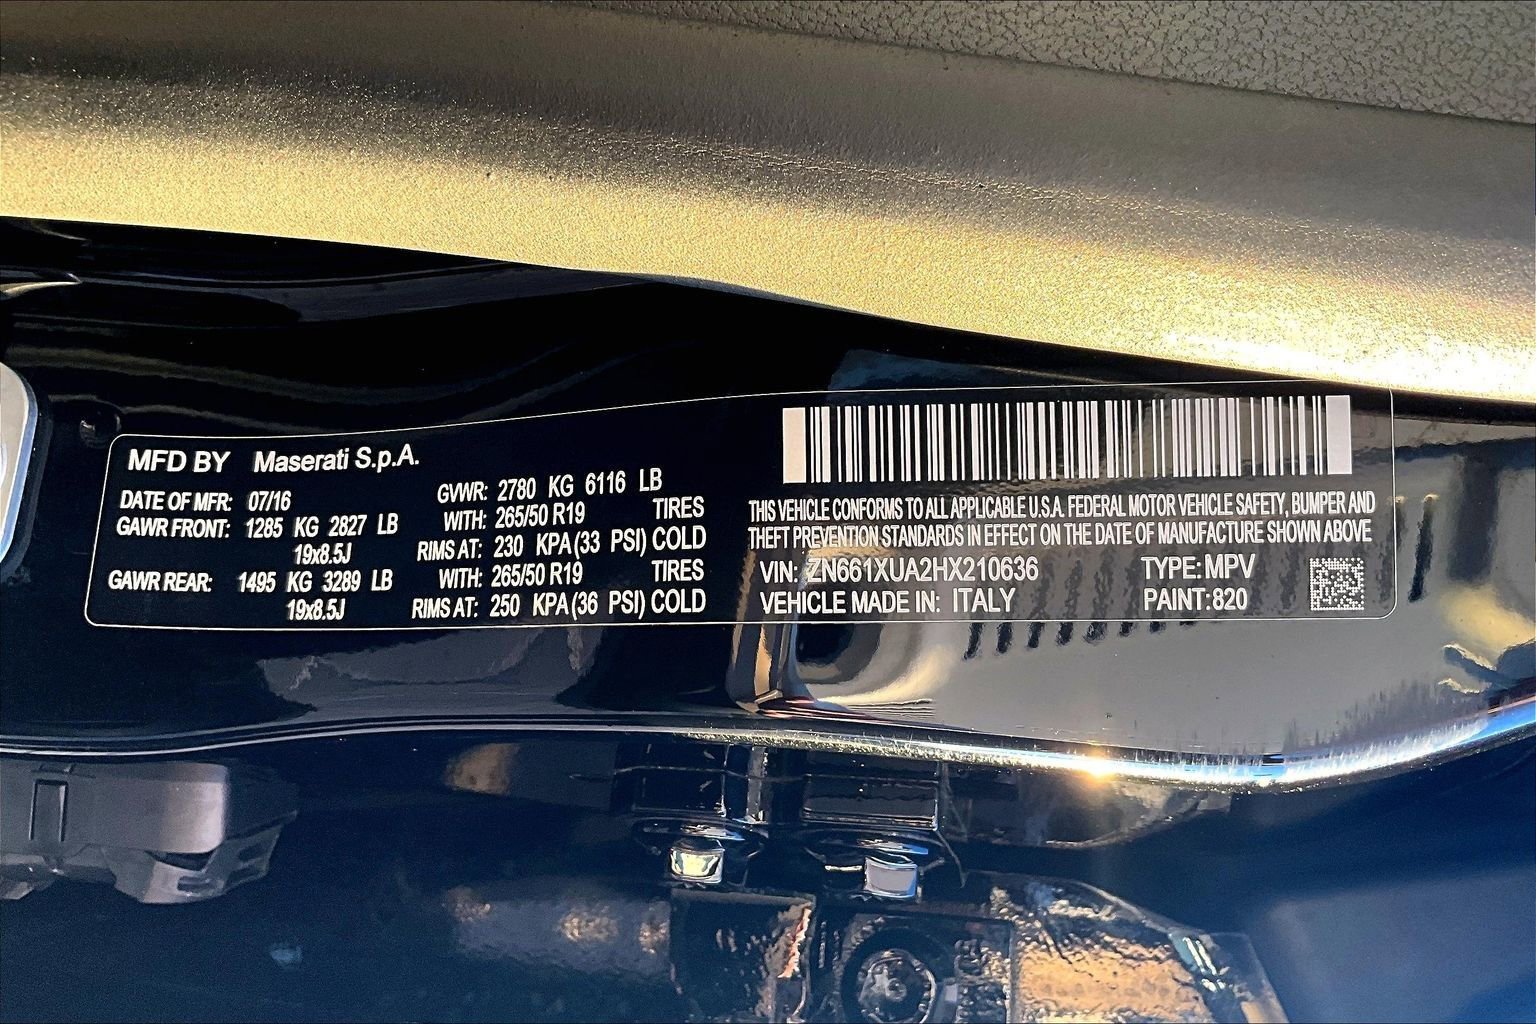 MFD BY Maserati S.p.A.
DATE OF MFR: 07/16
GAWR FRONT: 1285 KG 2827 LB
19x8.5J
GAWR REAR: 1495 KG 3289 LB
19x8.5J
GVWR: 2780 KG 6116 LB
WITH: 265/50 R19 TIRES
RIMS AT: 230 KPA (33 PSI) COLD
WITH: 265/50 R19 TIRES
RIMS AT: 250 KPA (36 PSI) COLD
THIS VEHICLE CONFORMS TO ALL APPLICABLE U.S.A. FEDERAL MOTOR VEHICLE SAFETY, BUMPER AND
THEFT PREVENTION STANDARDS IN EFFECT ON THE DATE OF MANUFACTURE SHOWN ABOVE
VIN: ZN661XUA2HX210636 TYPE: MPV
VEHICLE MADE IN: ITALY PAINT: 820